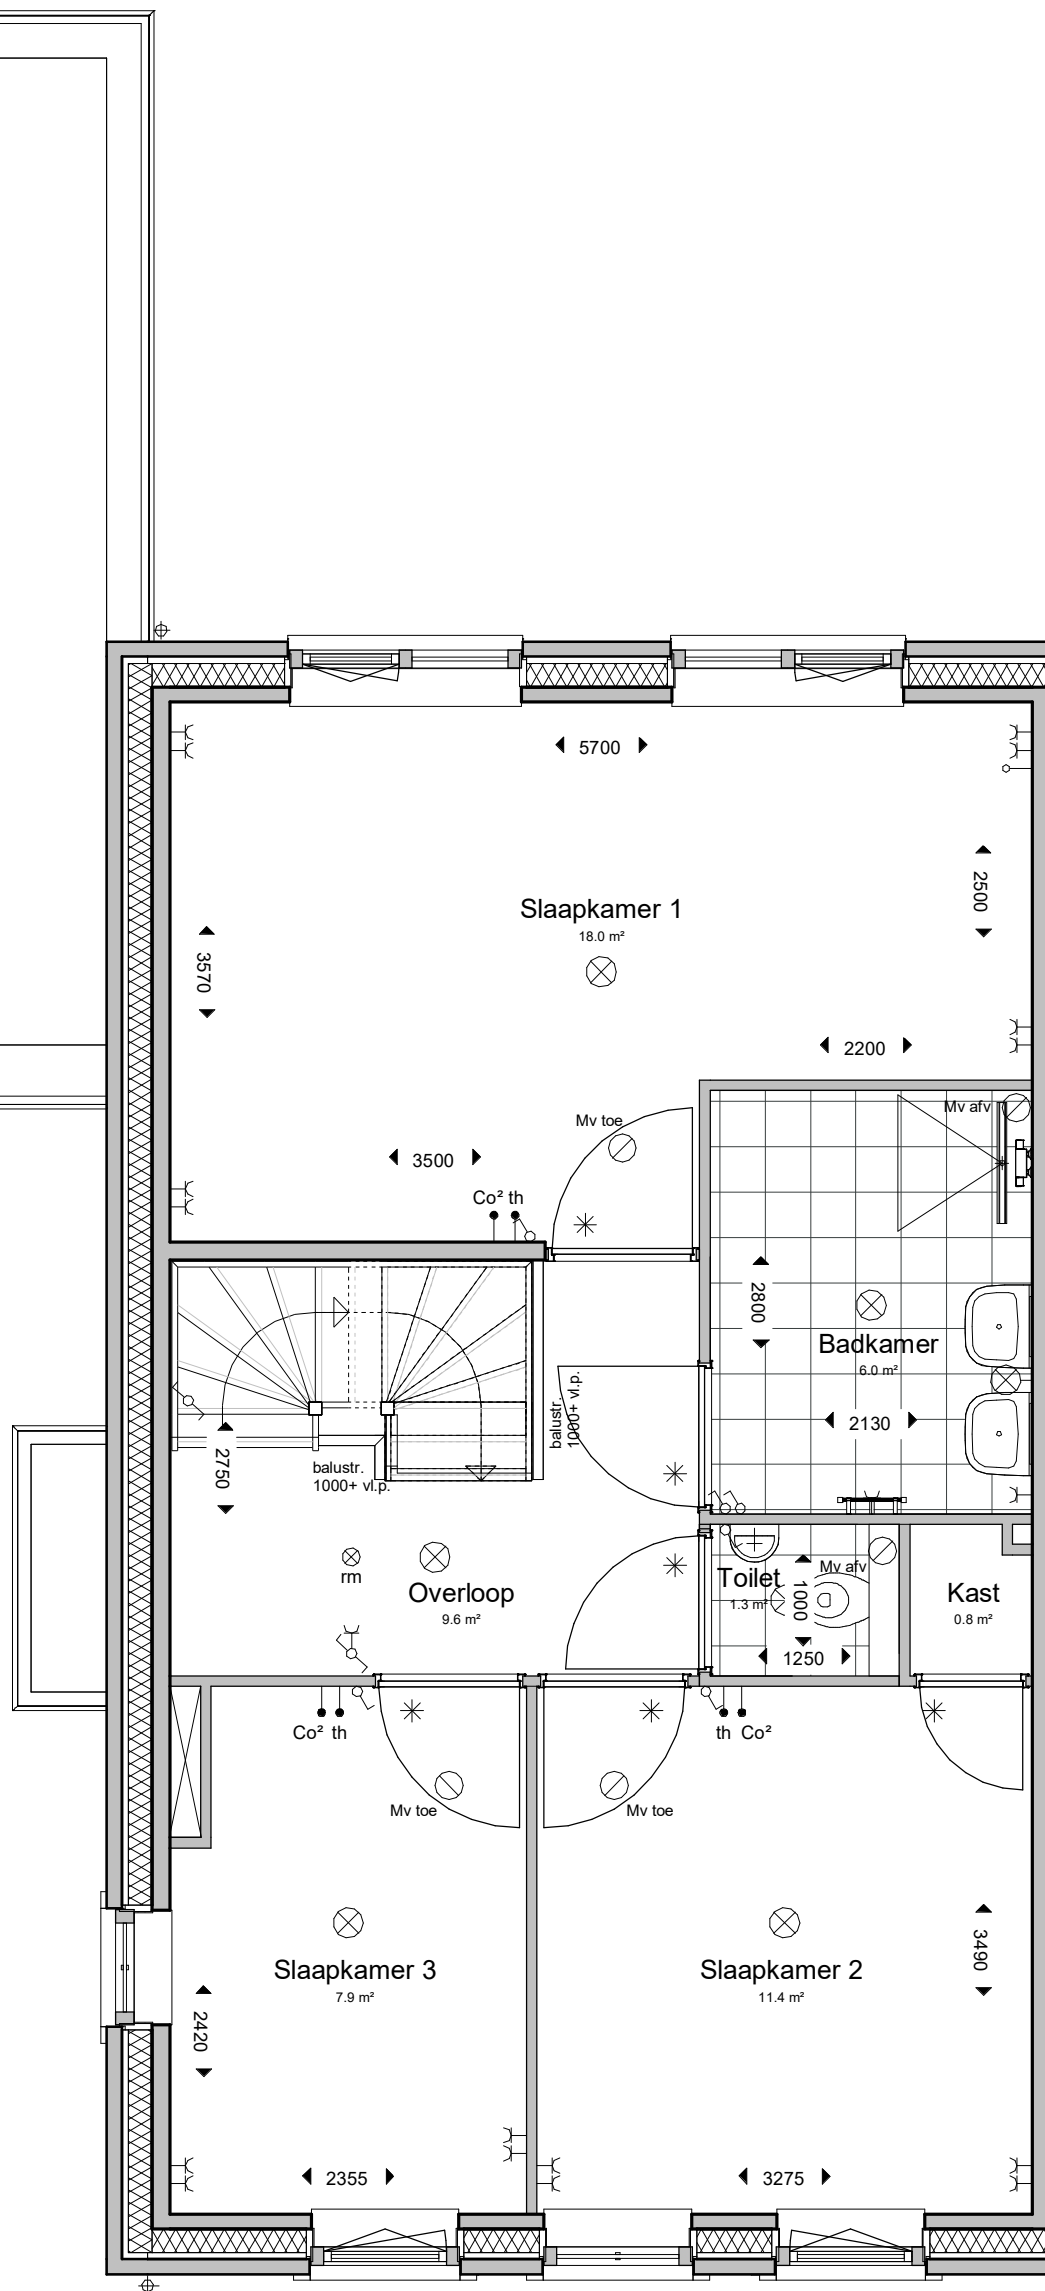 5700
2500
Slaapkamer 1
18.0 m²
3570
2200
Mv afv
Mv toe
3500
Co² th
2800
Badkamer
6.0 m²
balustr.
1000+ vl.p.
2130
2750
balustr.
1000+ vl.p.
rm
Overloop
9.6 m²
Toilet
1.3 m²
1000
Mv afv
1250
Kast
0.8 m²
Co² th
th Co²
Mv toe
Mv toe
3490
Slaapkamer 3
7.9 m²
Slaapkamer 2
11.4 m²
2420
2355
3275